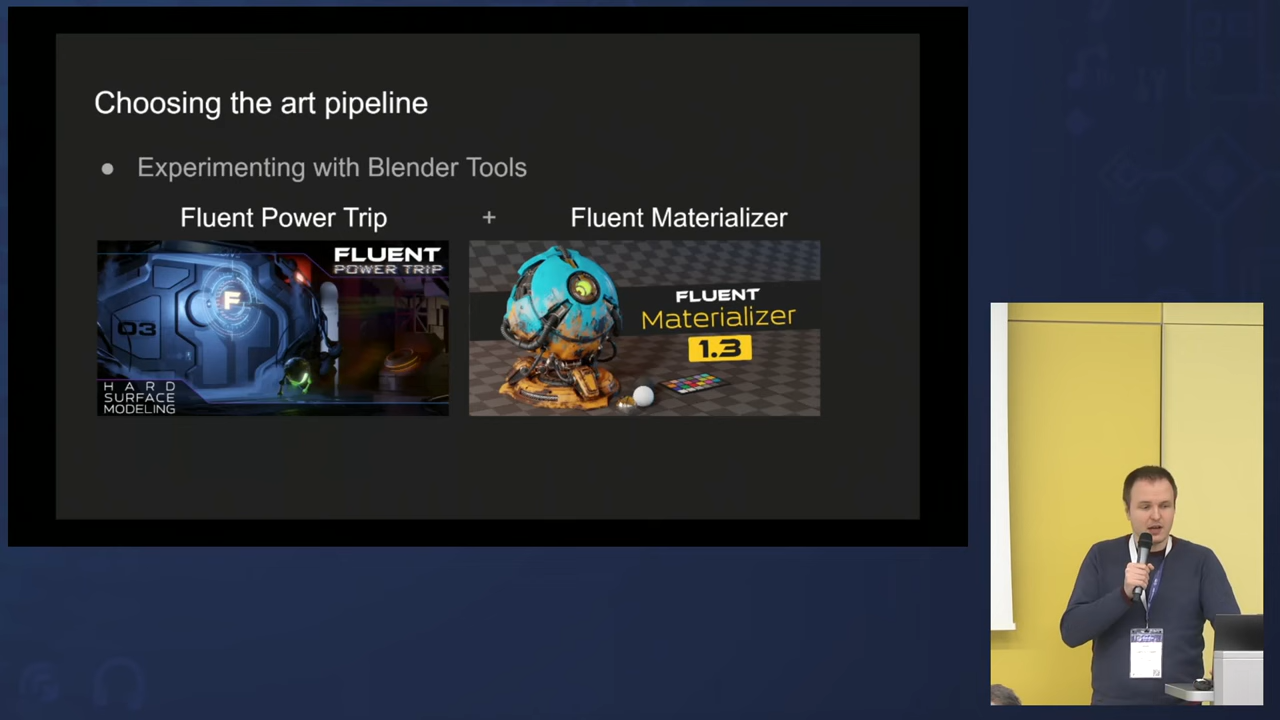 Choosing the art pipeline
● Experimenting with Blender Tools
Fluent Power Trip + Fluent Materializer
FLUENT
POWER TRIP
F
03
HARD
SURFACE
MODELING
FLUENT
Materializer
1.3